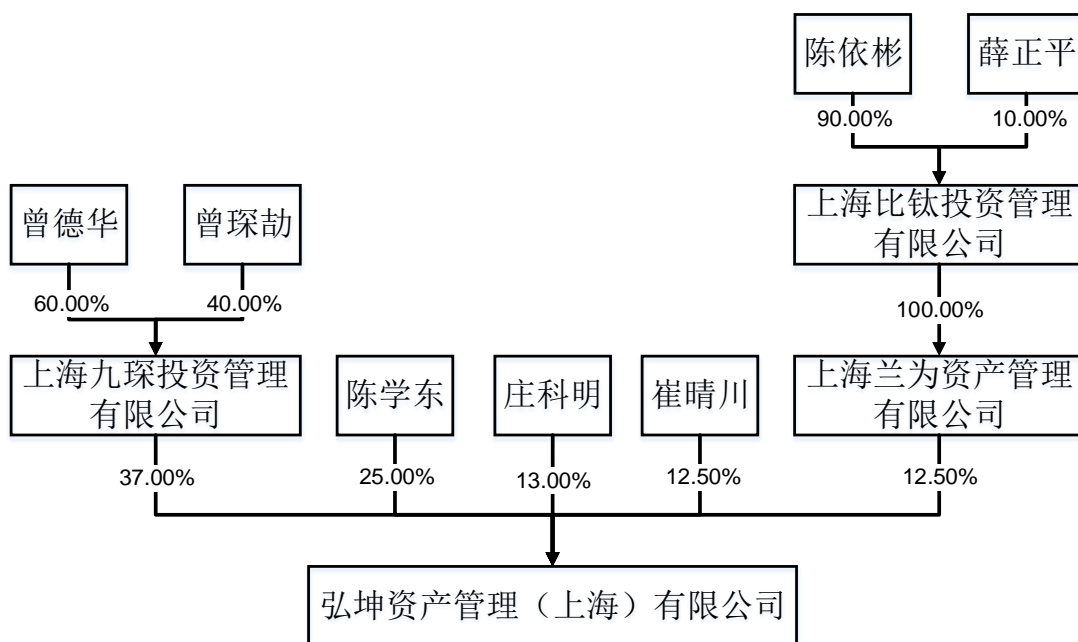 陈依彬
薛正平
90.00%
10.00%
曾德华
曾琛劼
上海比钛投资管理
有限公司
60.00%
40.00%
100.00%
上海九琛投资管理
有限公司
陈学东
庄科明
崔晴川
上海兰为资产管理
有限公司
37.00%
25.00%
13.00%
12.50%
12.50%
弘坤资产管理（上海）有限公司